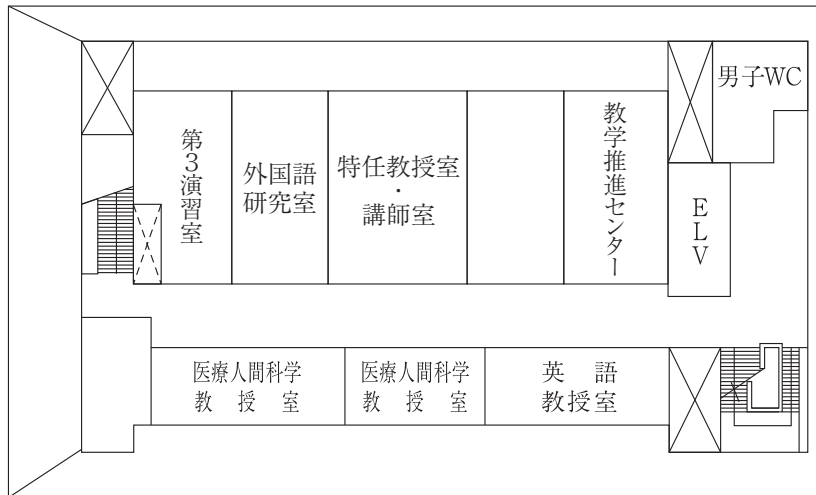 男子WC
第3演習室
外国語
研究室
特任教授室
・
講師室
教学推進センター
ELV
医療人間科学
教授室
医療人間科学
教授室
英語
教授室